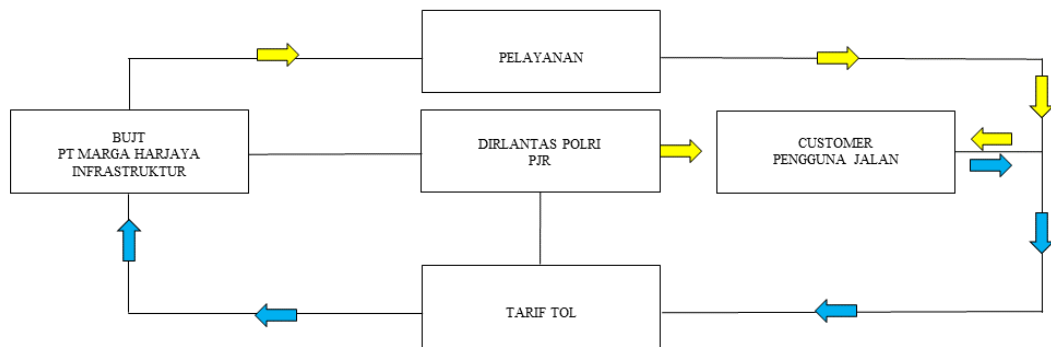 PELAYANAN
BUJT
PT MARGA HARJAYA
INFRASTRUKTUR
DIRLANTAS POLRI
PJR
CUSTOMER
PENGGUNA JALAN
TARIF TOL